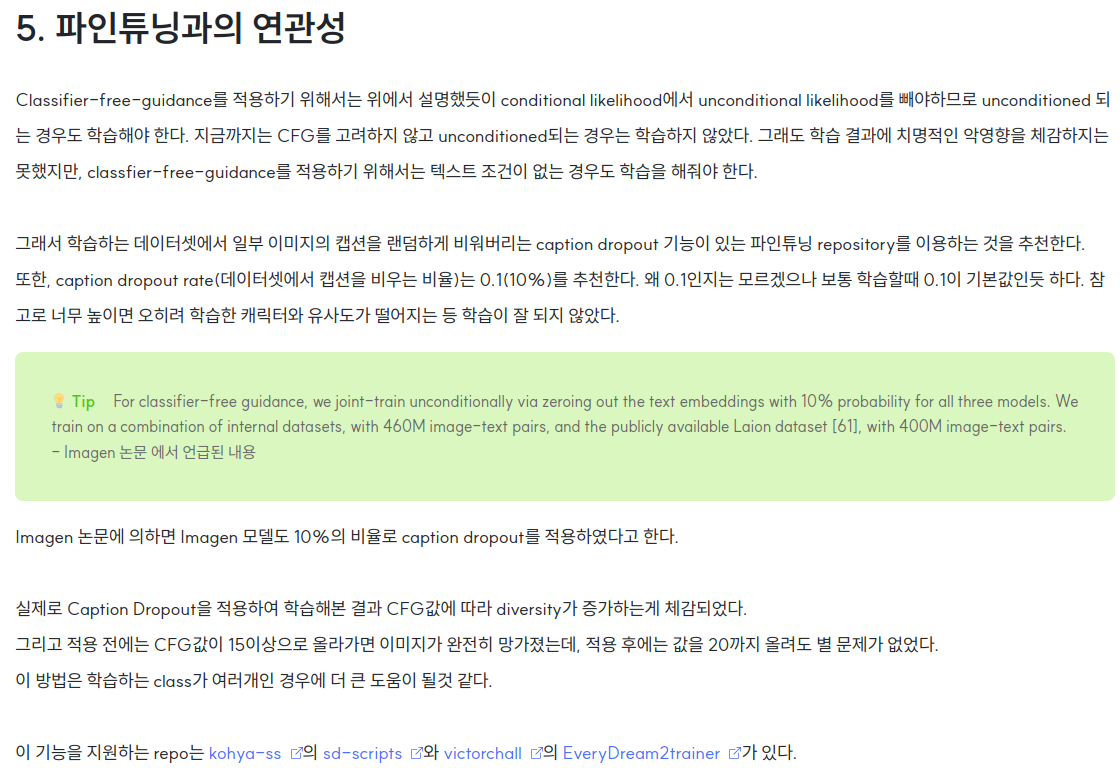 5. 파인튜닝과의 연관성
Classifier-free-guidance를 적용하기 위해서는 위에서 설명했듯이 conditional likelihood에서 unconditional likelihood를 빼야하므로 unconditioned 되
는 경우도 학습해야 한다. 지금까지는 CFG를 고려하지 않고 unconditioned되는 경우는 학습하지 않았다. 그래도 학습 결과에 치명적인 악영향을 체감하지는
못했지만, classfier-free-guidance를 적용하기 위해서는 텍스트 조건이 없는 경우도 학습을 해줘야 한다.
그래서 학습하는 데이터셋에서 일부 이미지의 캡션을 랜덤하게 비워버리는 caption dropout 기능이 있는 파인튜닝 repository를 이용하는 것을 추천한다.
또한, caption dropout rate(데이터셋에서 캡션을 비우는 비율)는 0.1(10%)를 추천한다. 왜 0.1인지는 모르겠으나 보통 학습할때 0.1이 기본값인듯 하다. 참
고로 너무 높이면 오히려 학습한 캐릭터와 유사도가 떨어지는 등 학습이 잘 되지 않았다.
💡 Tip For classifier-free guidance, we joint-train unconditionally via zeroing out the text embeddings with 10% probability for all three models. We
train on a combination of internal datasets, with 460M image-text pairs, and the publicly available Laion dataset [61], with 400M image-text pairs.
- Imagen 논문 에서 언급된 내용
Imagen 논문에 의하면 Imagen 모델도 10%의 비율로 caption dropout를 적용하였다고 한다.
실제로 Caption Dropout을 적용하여 학습해본 결과 CFG값에 따라 diversity가 증가하는게 체감되었다.
그리고 적용 전에는 CFG값이 15이상으로 올라가면 이미지가 완전히 망가졌는데, 적용 후에는 값을 20까지 올려도 별 문제가 없었다.
이 방법은 학습하는 class가 여러개인 경우에 더 큰 도움이 될것 같다.
이 기능을 지원하는 repo는 kohya-ss 의 sd-scripts 와 victorchall 의 EveryDream2trainer 가 있다.